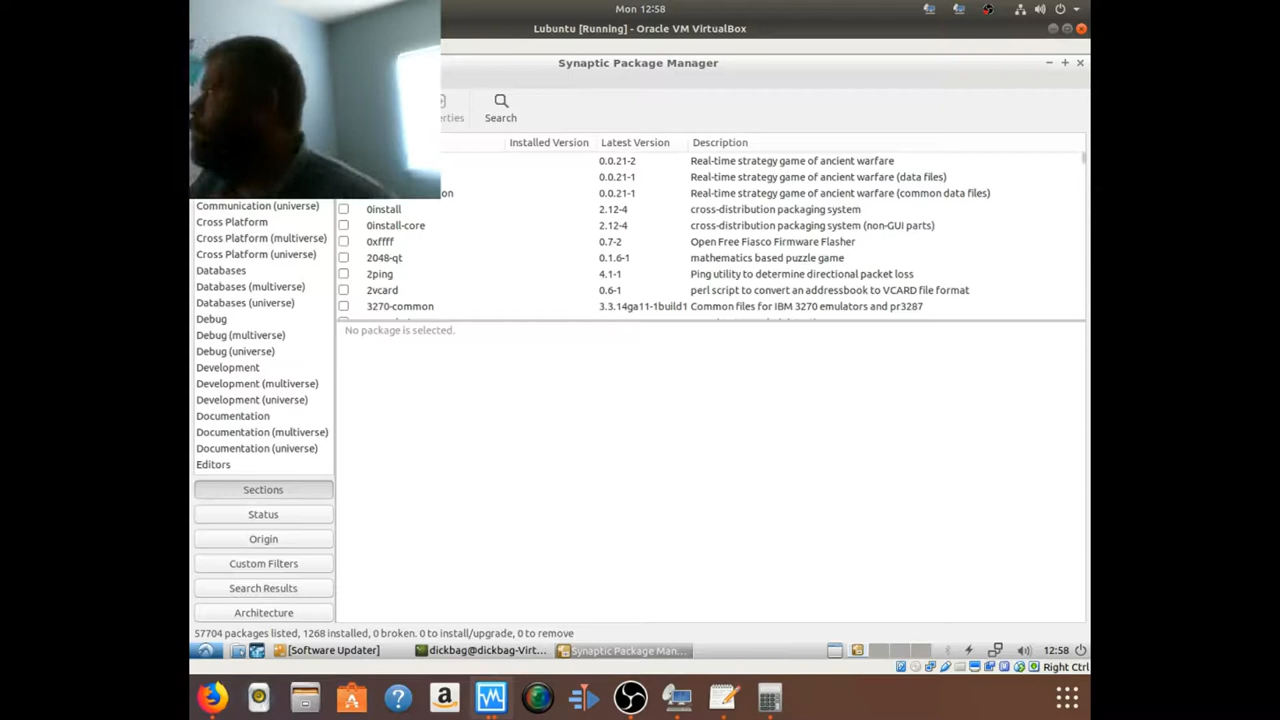 Mon 12:58
Lubuntu [Running] - Oracle VM VirtualBox
Synaptic Package Manager
erties
Search
Installed Version Latest Version Description
0.0.21-2 Real-time strategy game of ancient warfare
0.0.21-1 Real-time strategy game of ancient warfare (data files)
on 0.0.21-1 Real-time strategy game of ancient warfare (common data files)
0install 2.12-4 cross-distribution packaging system
0install-core 2.12-4 cross-distribution packaging system (non-GUI parts)
0xffff 0.7-2 Open Free Fiasco Firmware Flasher
2048-qt 0.1.6-1 mathematics based puzzle game
2ping 4.1-1 Ping utility to determine directional packet loss
2vcard 0.6-1 perl script to convert an addressbook to VCARD file format
3270-common 3.3.14ga11-1build1 Common files for IBM 3270 emulators and pr3287
No package is selected.
Communication (universe)
Cross Platform
Cross Platform (multiverse)
Cross Platform (universe)
Databases
Databases (multiverse)
Databases (universe)
Debug
Debug (multiverse)
Debug (universe)
Development
Development (multiverse)
Development (universe)
Documentation
Documentation (multiverse)
Documentation (universe)
Editors
Sections
Status
Origin
Custom Filters
Search Results
Architecture
57704 packages listed, 1268 installed, 0 broken. 0 to install/upgrade, 0 to remove
[Software Updater] dickbag@dickbag-Virt... Synaptic Package Man... 12:58
Right Ctrl